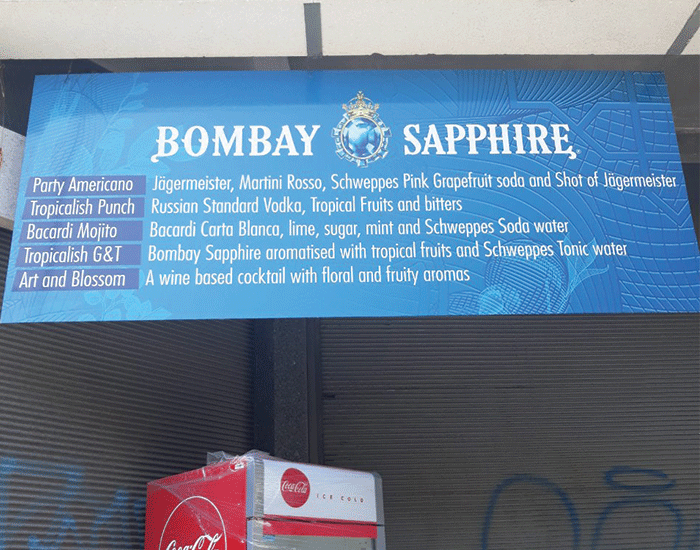 BOMBAY SAPPHIRE
Party Americano Jägermeister, Martini Rosso, Schweppes Pink Grapefruit soda and Shot of Jägermeister
Tropicalish Punch Russian Standard Vodka, Tropical Fruits and bitters
Bacardi Mojito Bacardi Carta Blanca, lime, sugar, mint and Schweppes Soda water
Tropicalish G&T Bombay Sapphire aromatised with tropical fruits and Schweppes Tonic water
Art and Blossom A wine based cocktail with floral and fruity aromas
Coca-Cola ICE COLD
Coca-Cola